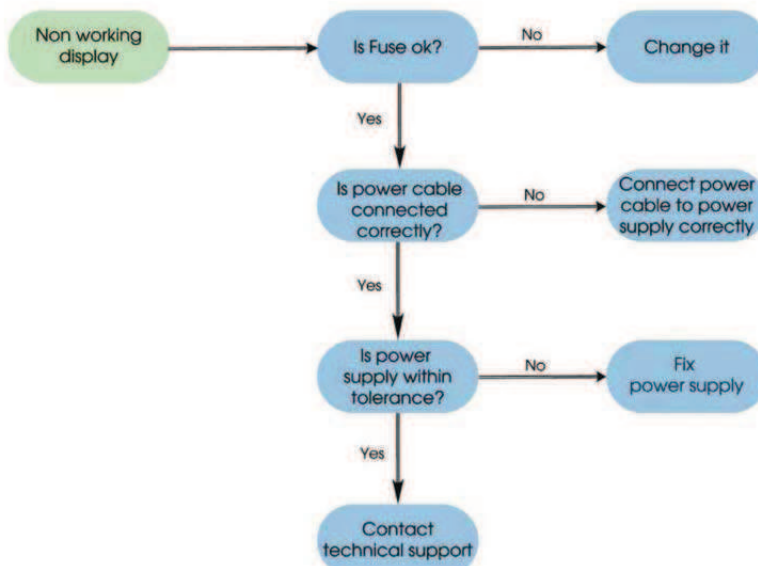 Non working
display
Is Fuse ok?
No
Change it
Yes
Is power cable
connected
correctly?
No
Connect power
cable to power
supply correctly
Yes
Is power
supply within
tolerance?
No
Fix
power supply
Yes
Contact
technical support